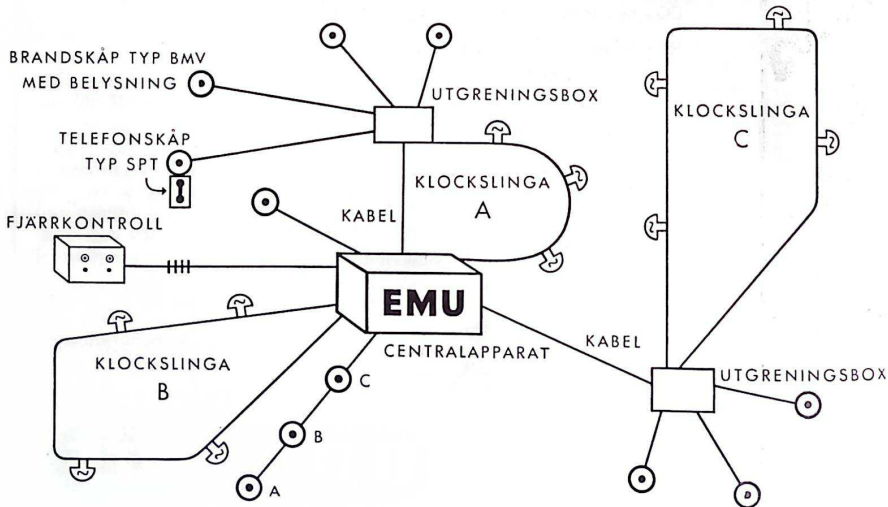 BRANDSKÅP TYP BMV
MED BELYSNING
D
UTGRENINGSBOX
TELEFONSKÅP
TYP SPT
KLOCKSLINGA
A
KABEL
FJÄRRKONTROLL
EMU
CENTRALAPPARAT
KLOCKSLINGA
B
C
B
A
KLOCKSLINGA
C
KABEL
UTGRENINGSBOX
D